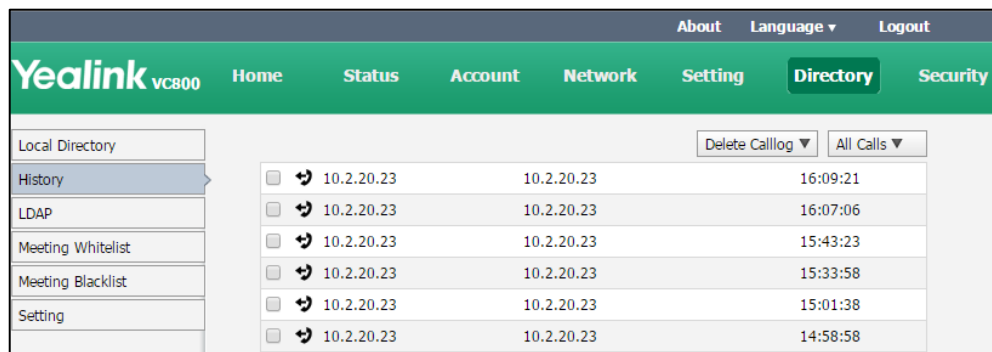 About Language ▾ Logout
Yealink VC800 Home Status Account Network Setting Directory Security
Local Directory
History
LDAP
Meeting Whitelist
Meeting Blacklist
Setting
Delete Calllog ▼ All Calls ▼
10.2.20.23 10.2.20.23 16:09:21
10.2.20.23 10.2.20.23 16:07:06
10.2.20.23 10.2.20.23 15:43:23
10.2.20.23 10.2.20.23 15:33:58
10.2.20.23 10.2.20.23 15:01:38
10.2.20.23 10.2.20.23 14:58:58